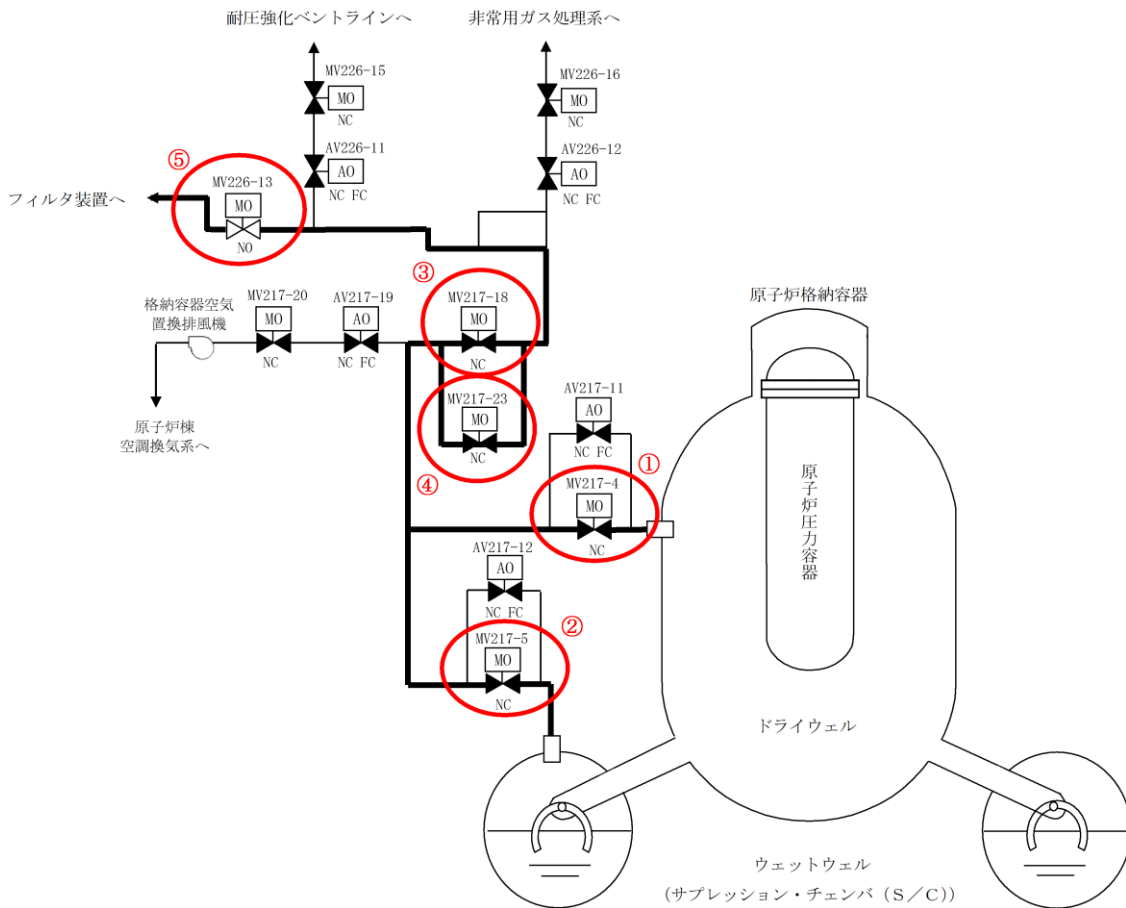 耐圧強化ベントラインへ
非常用ガス処理系へ
MV226-15
MO
NC
MV226-16
MO
NC
AV226-11
AO
NC FC
AV226-12
AO
NC FC
⑤
MV226-13
MO
NO
フィルタ装置へ
③
MV217-18
MO
NC
MV217-20
MO
NC
AV217-19
AO
NC FC
格納容器空気
置換排風機
原子炉棟
空調換気系へ
④
MV217-23
MO
NC
AV217-11
AO
NC FC
①
MV217-4
MO
NC
AV217-12
AO
NC FC
②
MV217-5
MO
NC
原子炉格納容器
原子炉圧力容器
ドライウェル
ウェットウェル
(サプレッション・チェンバ(S/C))